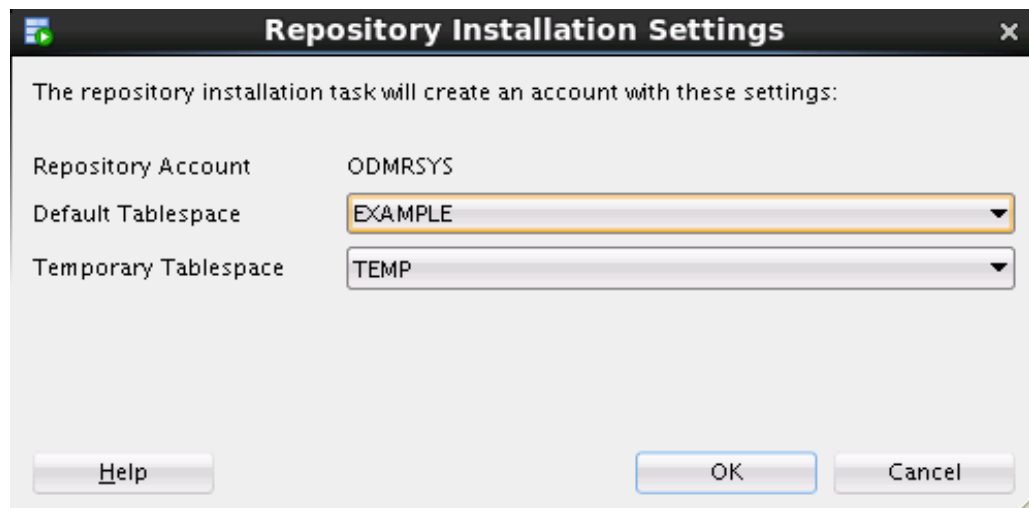 Repository Installation Settings
The repository installation task will create an account with these settings:
Repository Account ODMRSYS
Default Tablespace EXAMPLE
Temporary Tablespace TEMP
Help OK Cancel